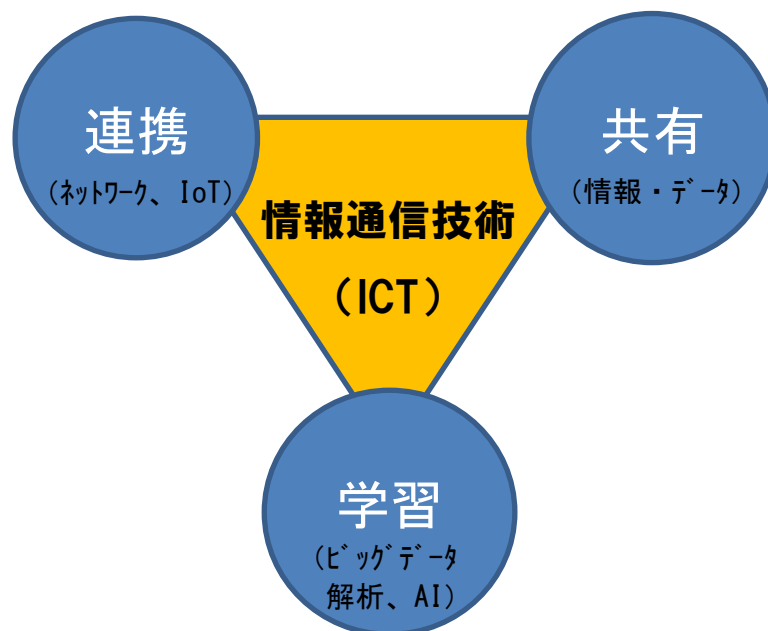 連携
(ﾈｯﾄﾜｰｸ、IoT)
共有
(情報・ﾃﾞｰﾀ)
情報通信技術
(ICT)
学習
(ﾋﾞｯｸﾞﾃﾞｰﾀ
解析、AI)